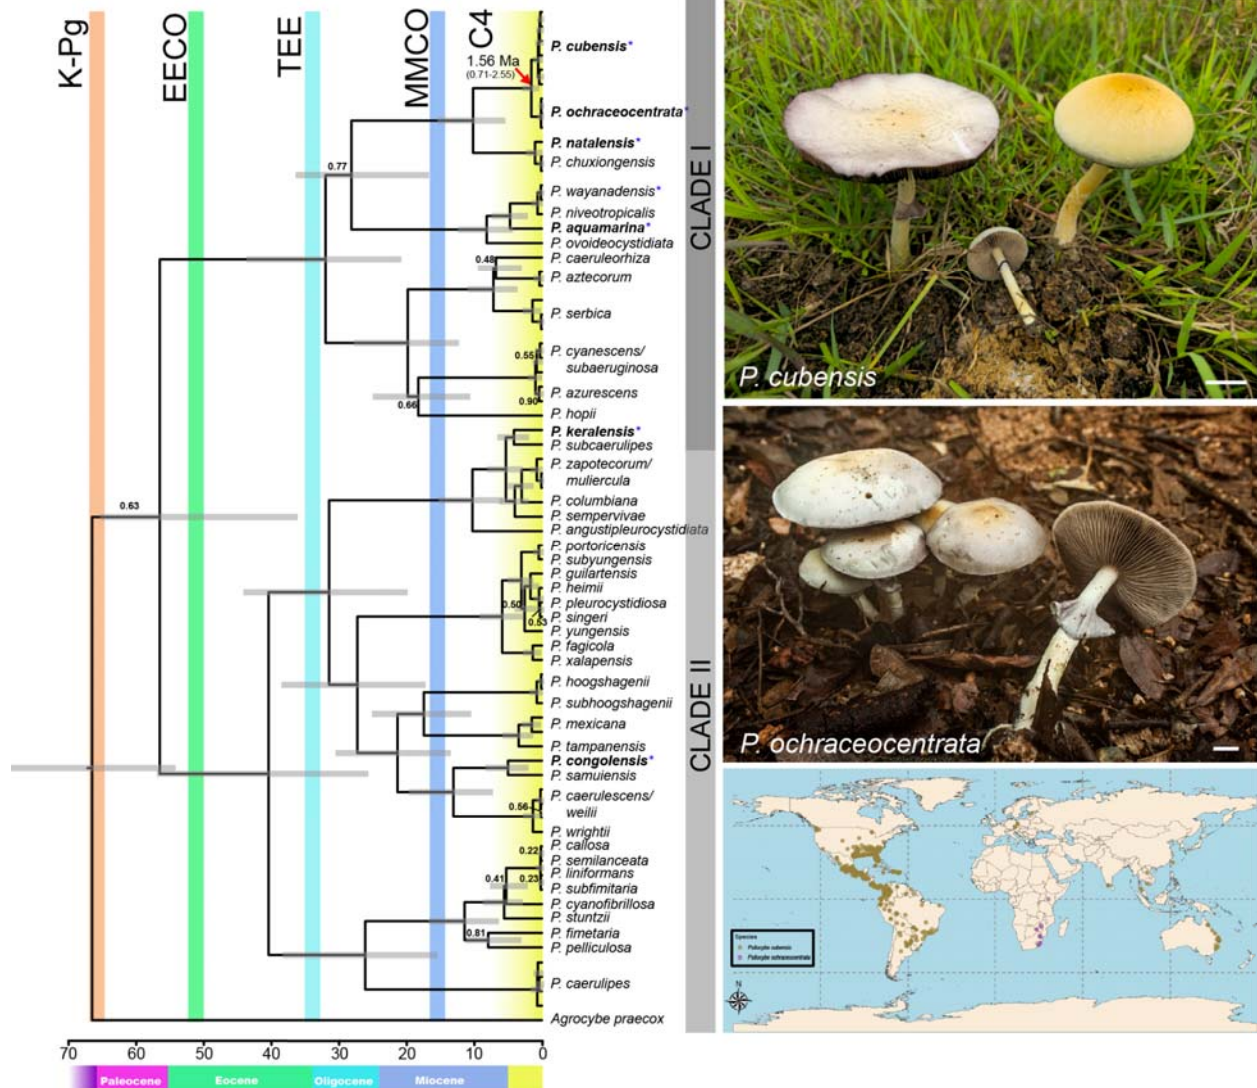 K-Pg
EECO
TEE
MMCO
C4
1.56 Ma
(0.71-2.55)
P. cubensis*
P. ochraceocentrata*
P. natalensis*
P. chuxiongensis
0.77
P. wayanadensis*
P. niveotropicalis
P. aquamarina*
P. ovoideocystidiata
P. caeruleorhiza
0.48
P. aztecorum
P. serbica
P. cyanescens/
subaeruginosa
0.55
P. azurescens
0.90
0.66
P. hopii
CLADE I
P. keralensis*
P. subcaerulipes
P. zapotecorum/
muliercula
P. columbiana
P. sempervivae
P. angustipleurocystidiata
0.63
P. portoricensis
P. subyungensis
P. guilartensis
P. heimii
P. pleurocystidiosa
0.50
P. singeri
0.53
P. yungensis
P. fagicola
P. xalapensis
P. hoogshagenii
P. subhoogshagenii
P. mexicana
P. tampanensis
P. congolensis*
P. samuiensis
P. caerulescens/
weilii
0.56
P. wrightii
CLADE II
P. callosa
0.22
P. semilanceata
P. liniformans
0.41
0.23
P. subfimitaria
P. cyanofibrillosa
P. stuntzii
P. fimetaria
0.81
P. pelliculosa
P. caerulipes
Agrocybe praecox
70 60 50 40 30 20 10 0
Paleocene Eocene Oligocene Miocene
P. cubensis
P. ochraceocentrata
Species
Psilocybe cubensis
Psilocybe ochraceocentrata
N